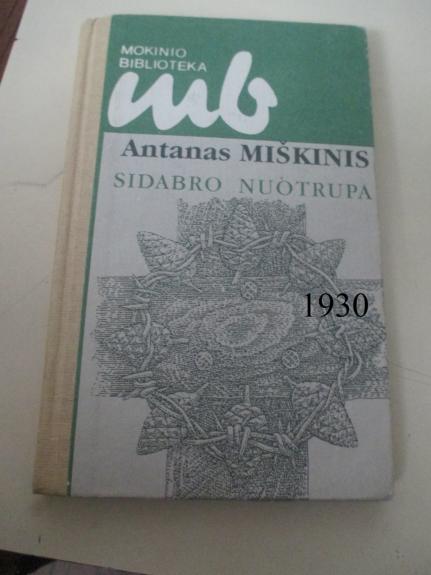 MOKINIO
BIBLIOTEKA
mb
Antanas MIŠKINIS
SIDABRO NUOTRUPA
1930